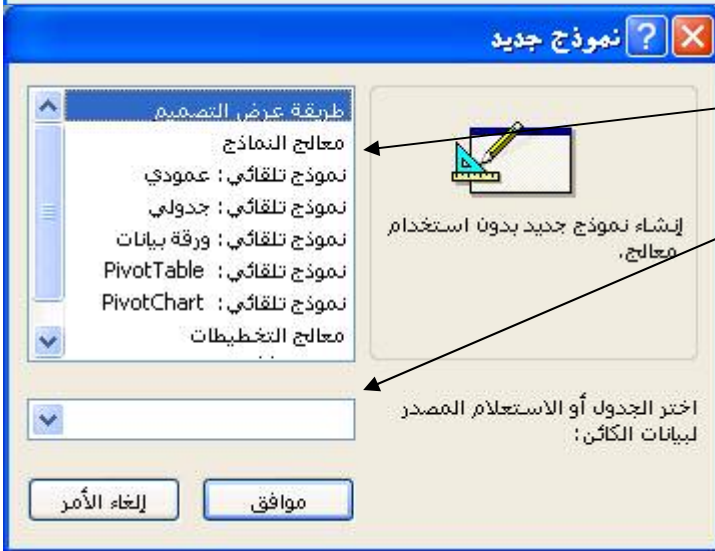 نموذج جديد
طريقة عرض التصميم
معالج النماذج
نموذج تلقائي: عمودي
نموذج تلقائي: جدولي
نموذج تلقائي: ورقة بيانات
نموذج تلقائي: PivotTable
نموذج تلقائي: PivotChart
معالج التخطيطات
إنشاء نموذج جديد بدون استخدام
معالج.
اختر الجدول أو الاستعلام المصدر
لبيانات الكائن:
موافق
إلغاء الأمر